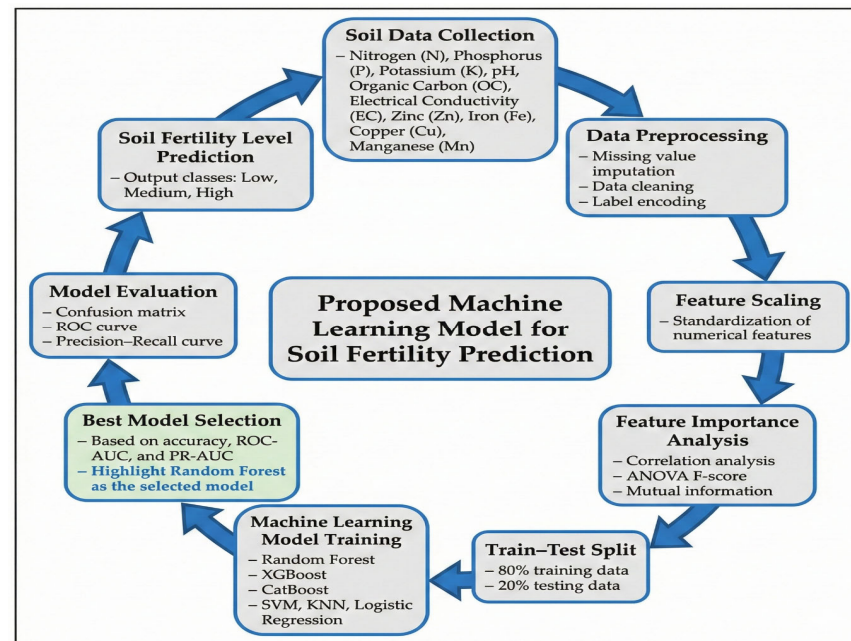 Soil Data Collection
– Nitrogen (N), Phosphorus
(P), Potassium (K), pH,
Organic Carbon (OC),
Electrical Conductivity
(EC), Zinc (Zn), Iron (Fe),
Copper (Cu),
Manganese (Mn)
Data Preprocessing
– Missing value
imputation
– Data cleaning
– Label encoding
Feature Scaling
– Standardization of
numerical features
Feature Importance
Analysis
– Correlation analysis
– ANOVA F-score
– Mutual information
Train–Test Split
– 80% training data
– 20% testing data
Machine Learning
Model Training
– Random Forest
– XGBoost
– CatBoost
– SVM, KNN, Logistic
Regression
Best Model Selection
– Based on accuracy, ROC-
AUC, and PR-AUC
– Highlight Random Forest
as the selected model
Model Evaluation
– Confusion matrix
– ROC curve
– Precision–Recall curve
Soil Fertility Level
Prediction
– Output classes: Low,
Medium, High
Proposed Machine
Learning Model for
Soil Fertility Prediction